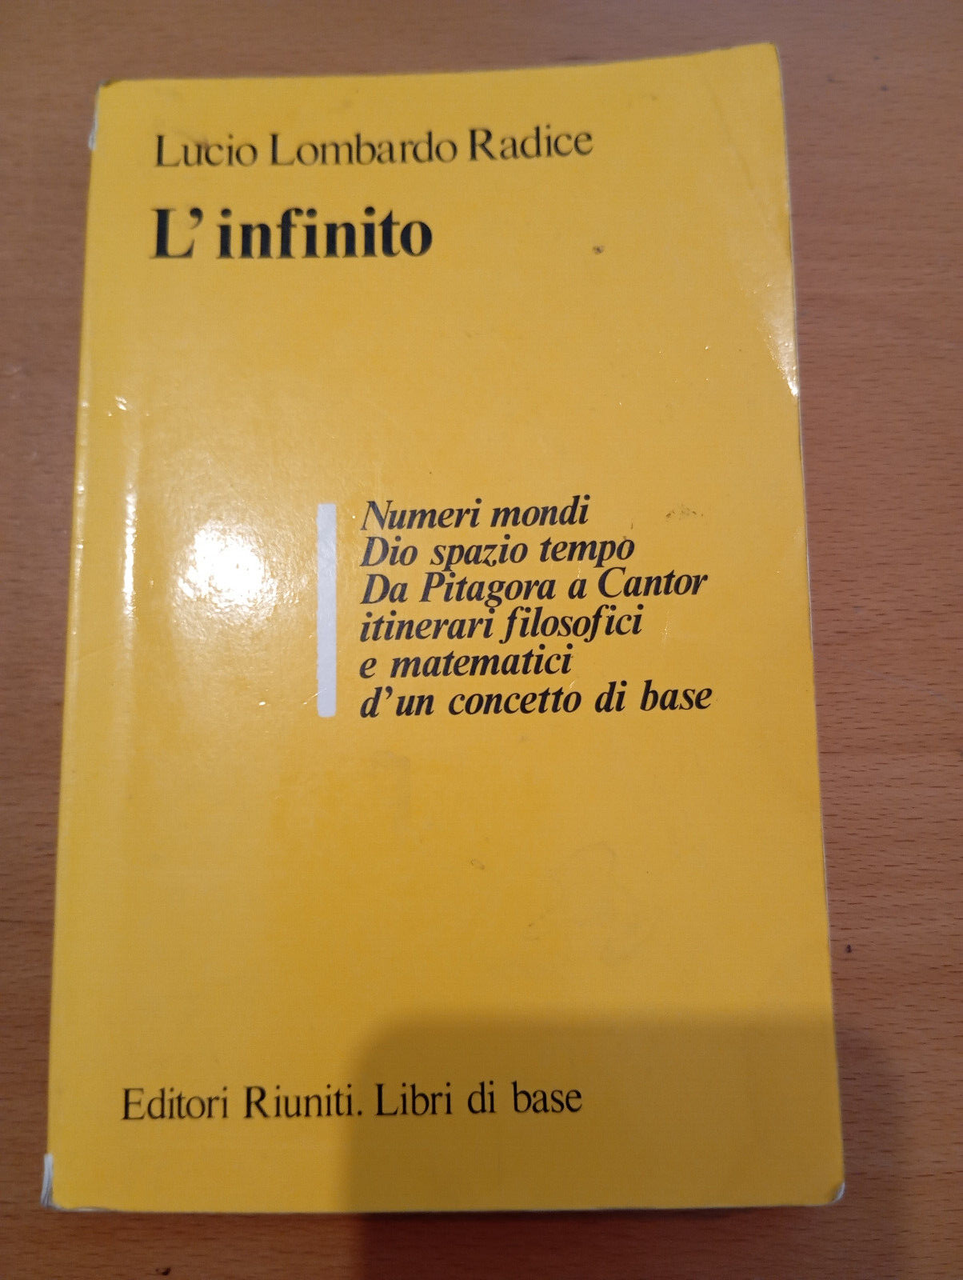 Lucio Lombardo Radice
L'infinito
Numeri mondi
Dio spazio tempo
Da Pitagora a Cantor
itinerari filosofici
e matematici
d'un concetto di base
Editori Riuniti. Libri di base